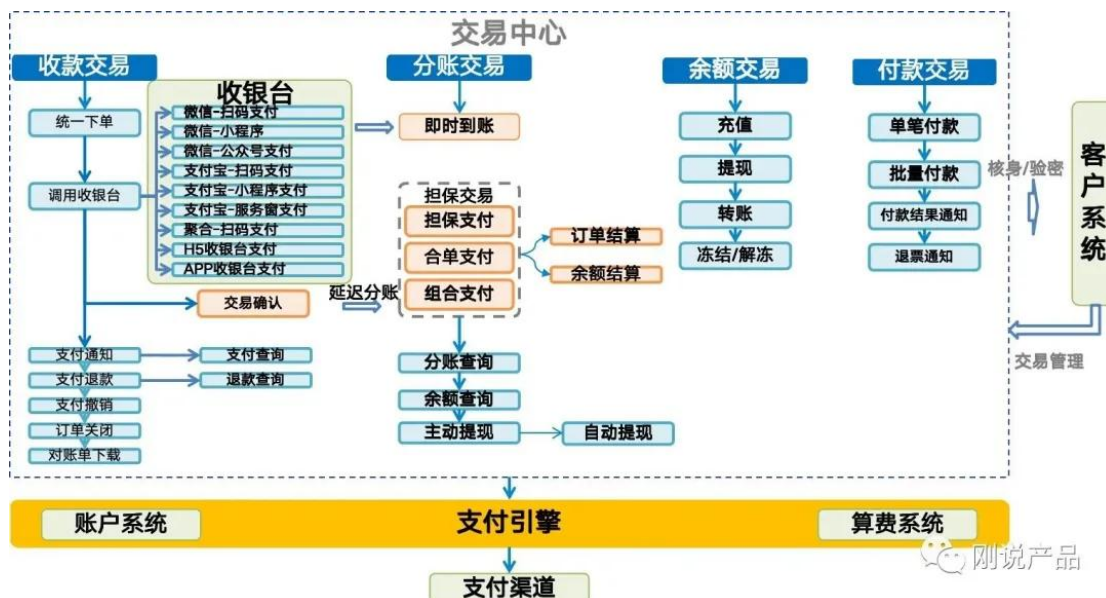 交易中心
收款交易
统一下单
调用收银台
收银台
微信-扫码支付
微信-小程序
微信-公众号支付
支付宝-扫码支付
支付宝-小程序支付
支付宝-服务窗支付
聚合-扫码支付
H5收银台支付
APP收银台支付
交易确认
延迟分账
支付通知
支付查询
支付退款
退款查询
支付撤销
订单关闭
对账单下载
分账交易
即时到账
担保交易
担保支付
合单支付
组合支付
订单结算
余额结算
分账查询
余额查询
主动提现
自动提现
余额交易
充值
提现
转账
冻结/解冻
付款交易
单笔付款
批量付款
付款结果通知
退票通知
核身/验密
客户系统
交易管理
账户系统
支付引擎
算费系统
支付渠道
刚说产品